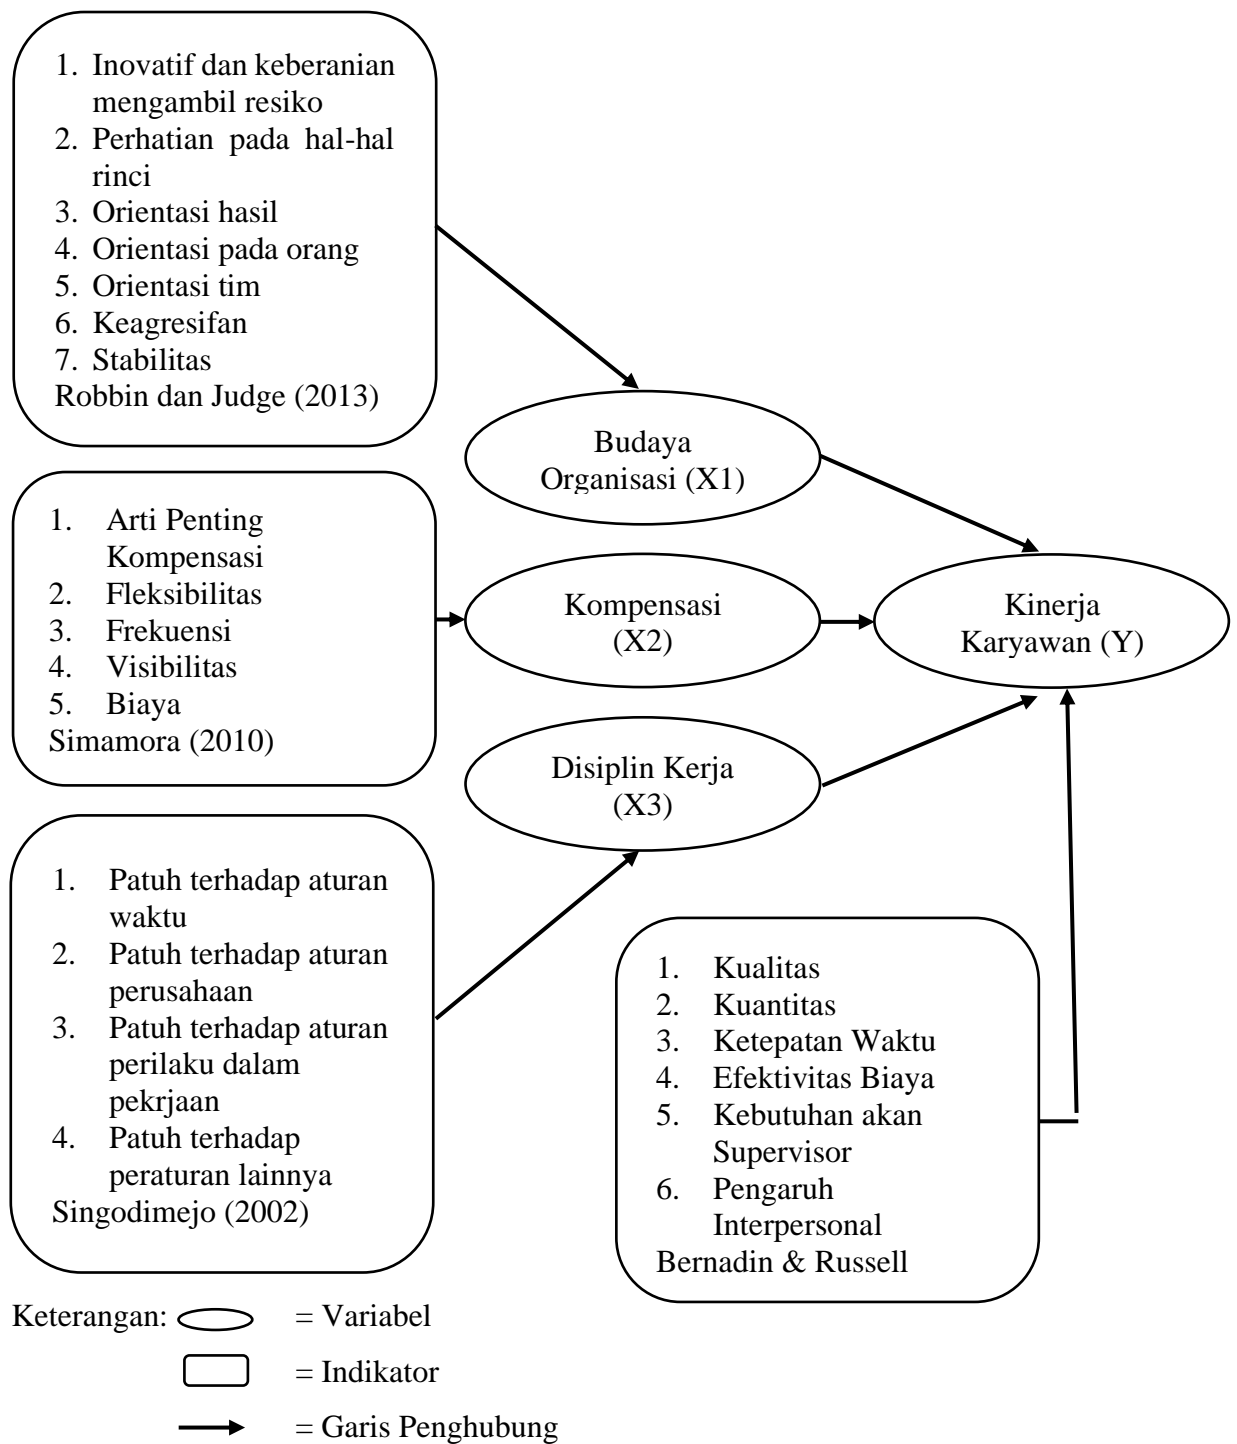 1. Inovatif dan keberanian
mengambil resiko
2. Perhatian pada hal-hal
rinci
3. Orientasi hasil
4. Orientasi pada orang
5. Orientasi tim
6. Keagresifan
7. Stabilitas
Robbin dan Judge (2013)
Budaya
Organisasi (X1)
1. Arti Penting
Kompensasi
2. Fleksibilitas
3. Frekuensi
4. Visibilitas
5. Biaya
Simamora (2010)
Kompensasi
(X2)
Kinerja
Karyawan (Y)
Disiplin Kerja
(X3)
1. Patuh terhadap aturan
waktu
2. Patuh terhadap aturan
perusahaan
3. Patuh terhadap aturan
perilaku dalam
pekrjaan
4. Patuh terhadap
peraturan lainnya
Singodimejo (2002)
1. Kualitas
2. Kuantitas
3. Ketepatan Waktu
4. Efektivitas Biaya
5. Kebutuhan akan
Supervisor
6. Pengaruh
Interpersonal
Bernadin & Russell
Keterangan: = Variabel
= Indikator
= Garis Penghubung